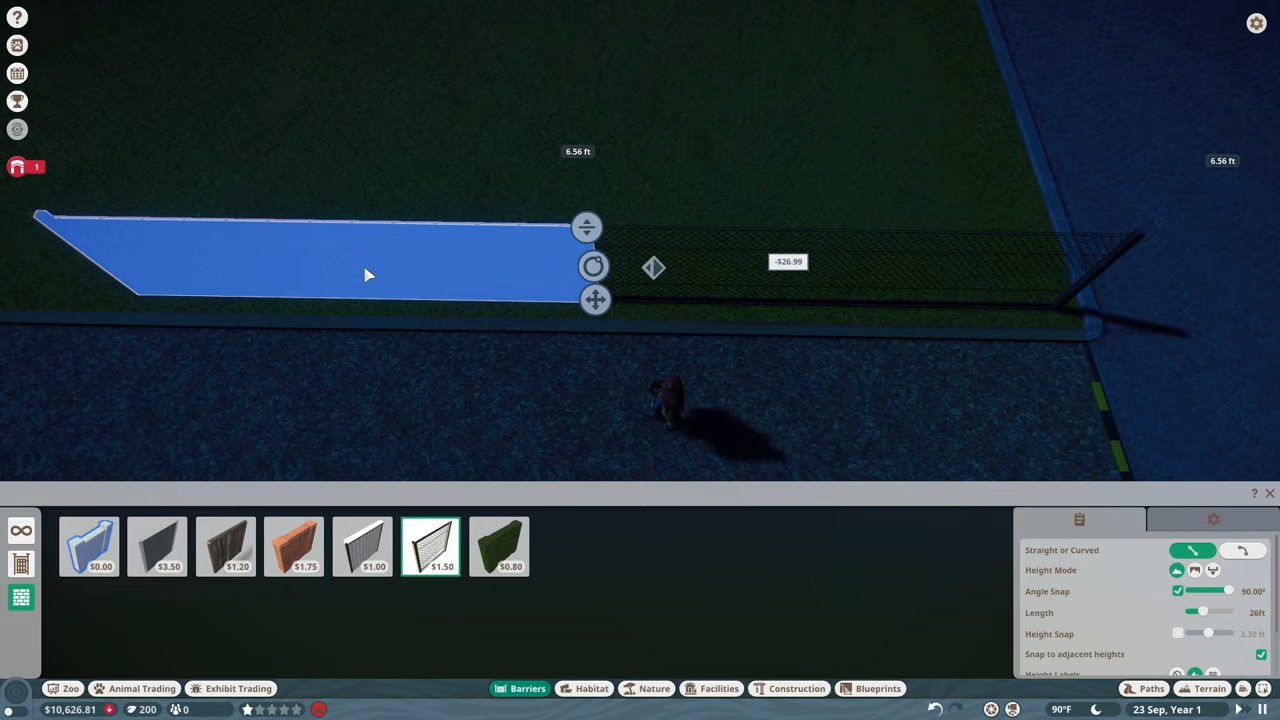 ?
1
6.56 ft
6.56 ft
-$26.99
?
$0.00
$3.50
$1.20
$1.75
$1.00
$1.50
$0.80
Straight or Curved
Height Mode
Angle Snap
90.00°
Length
26ft
Height Snap
3.30 ft
Snap to adjacent heights
Zoo
Animal Trading
Exhibit Trading
Barriers
Habitat
Nature
Facilities
Construction
Blueprints
Paths
Terrain
$10,626.81
200
0
90°F
23 Sep, Year 1